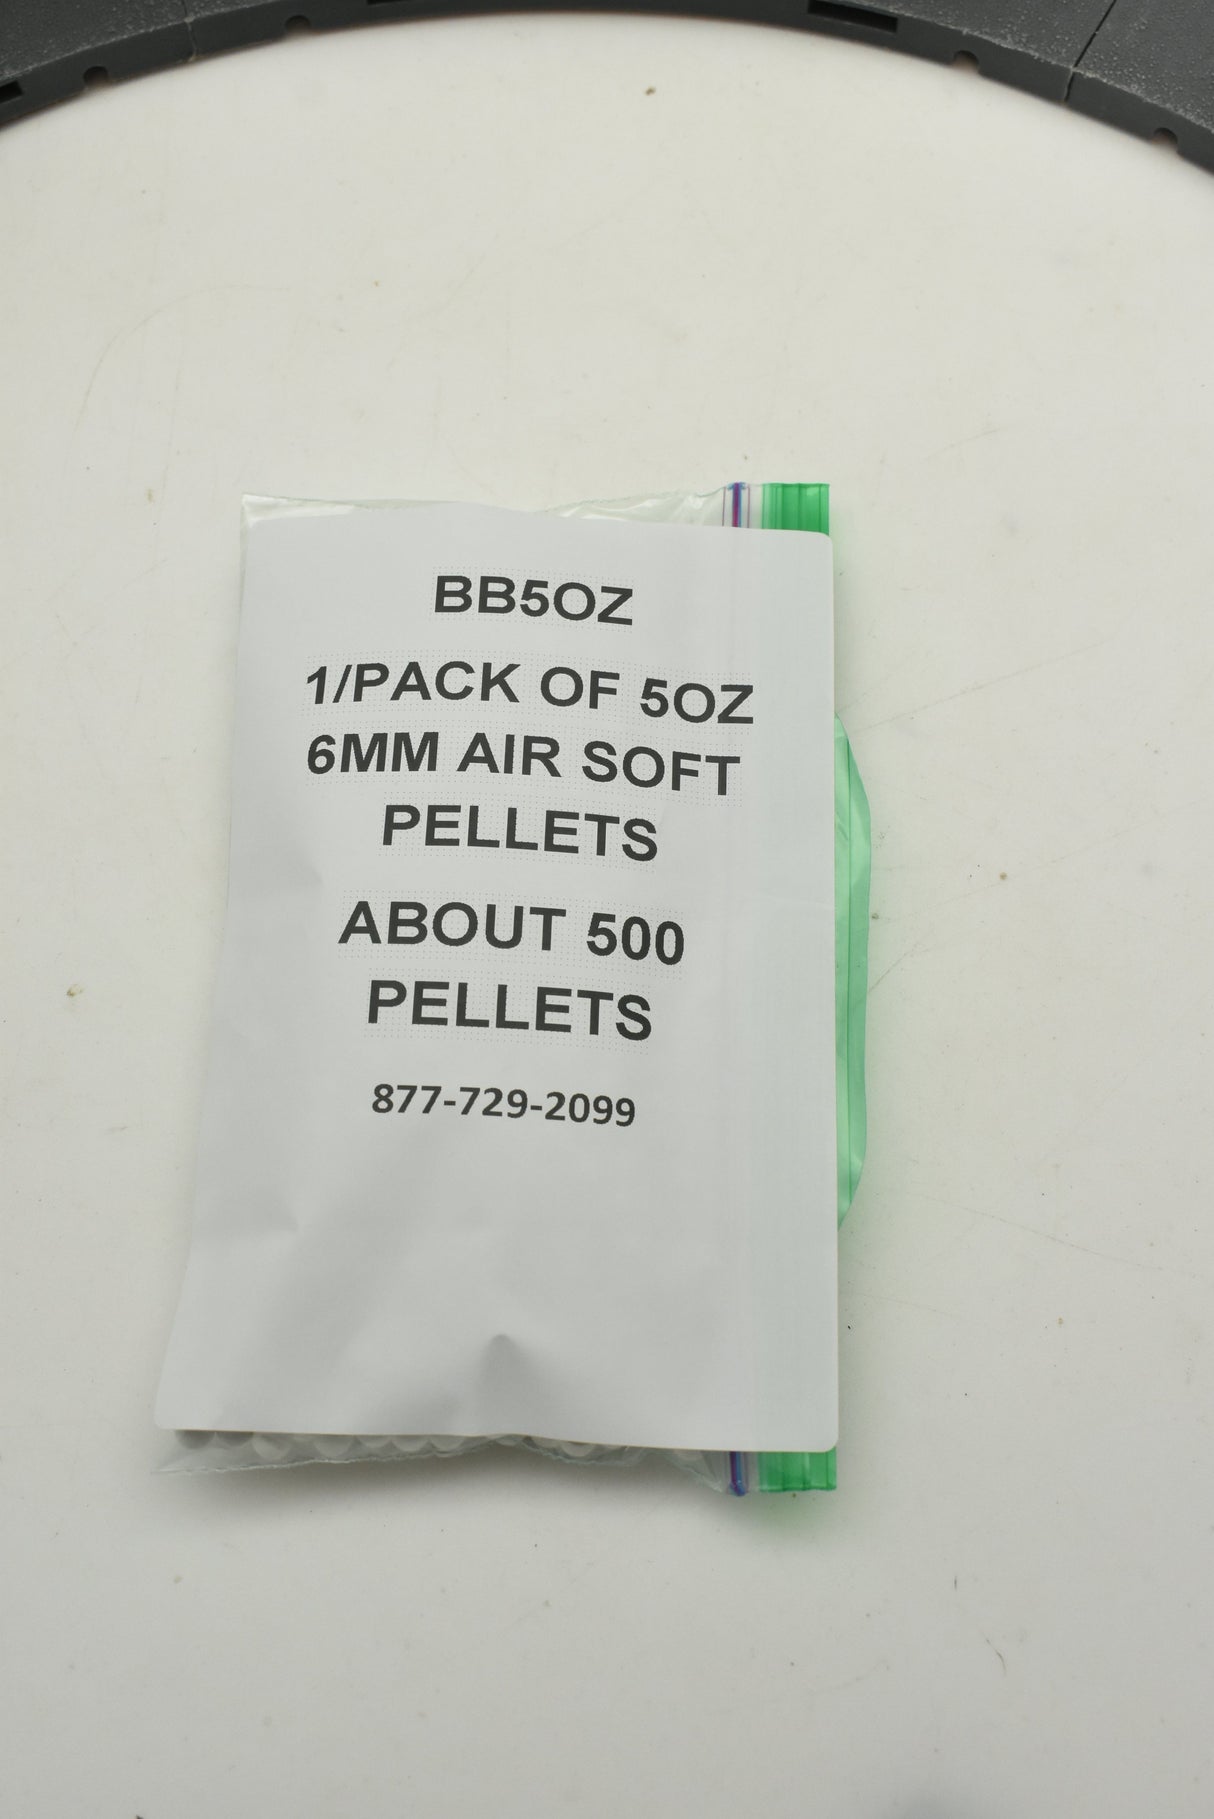 BB5OZ
1/PACK OF 5OZ
6MM AIR SOFT
PELLETS
ABOUT 500
PELLETS
877-729-2099